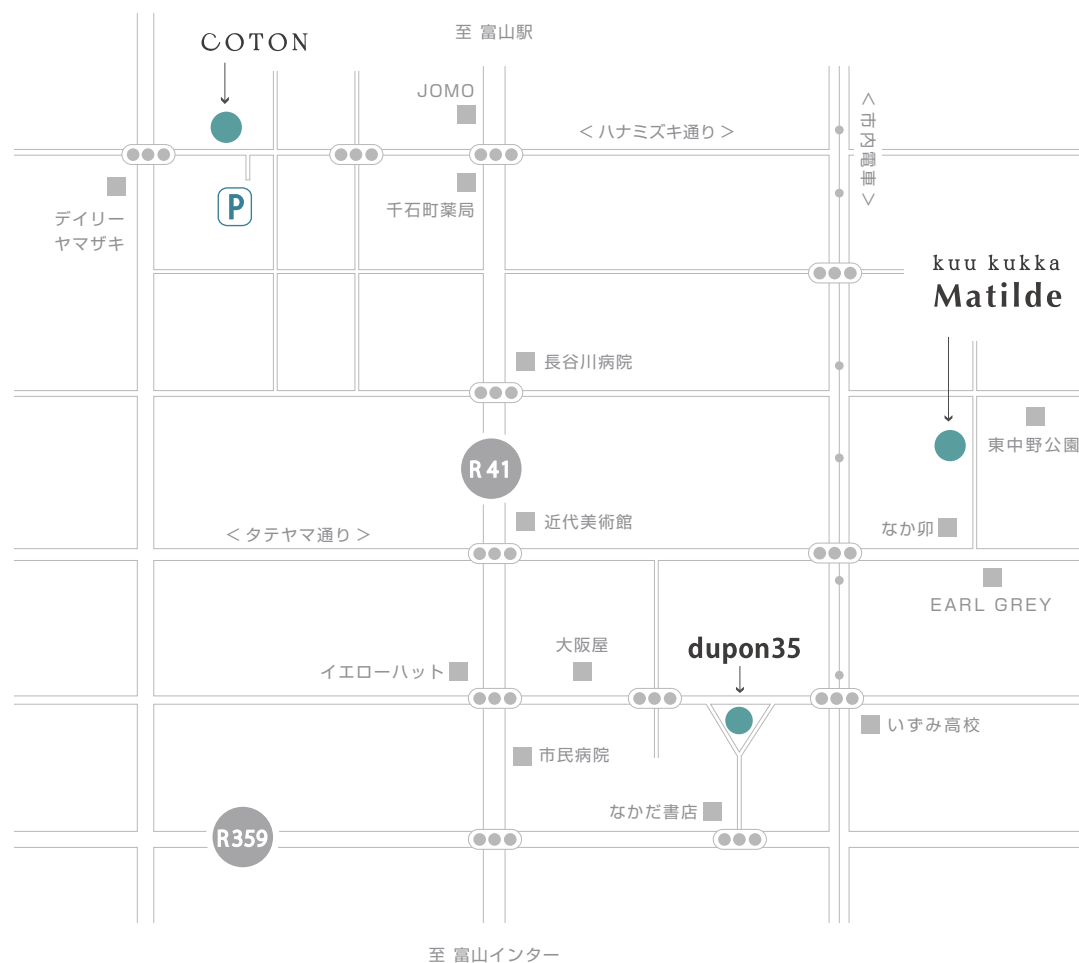 至 富山駅
COTON
JOMO
＜ハナミズキ通り＞
＜市内電車＞
P
千石町薬局
デイリー
ヤマザキ
kuu kukka
Matilde
長谷川病院
東中野公園
R41
近代美術館
なか卯
＜タテヤマ通り＞
EARL GREY
大阪屋
dupon35
イエローハット
いずみ高校
市民病院
なかだ書店
R359
至 富山インター